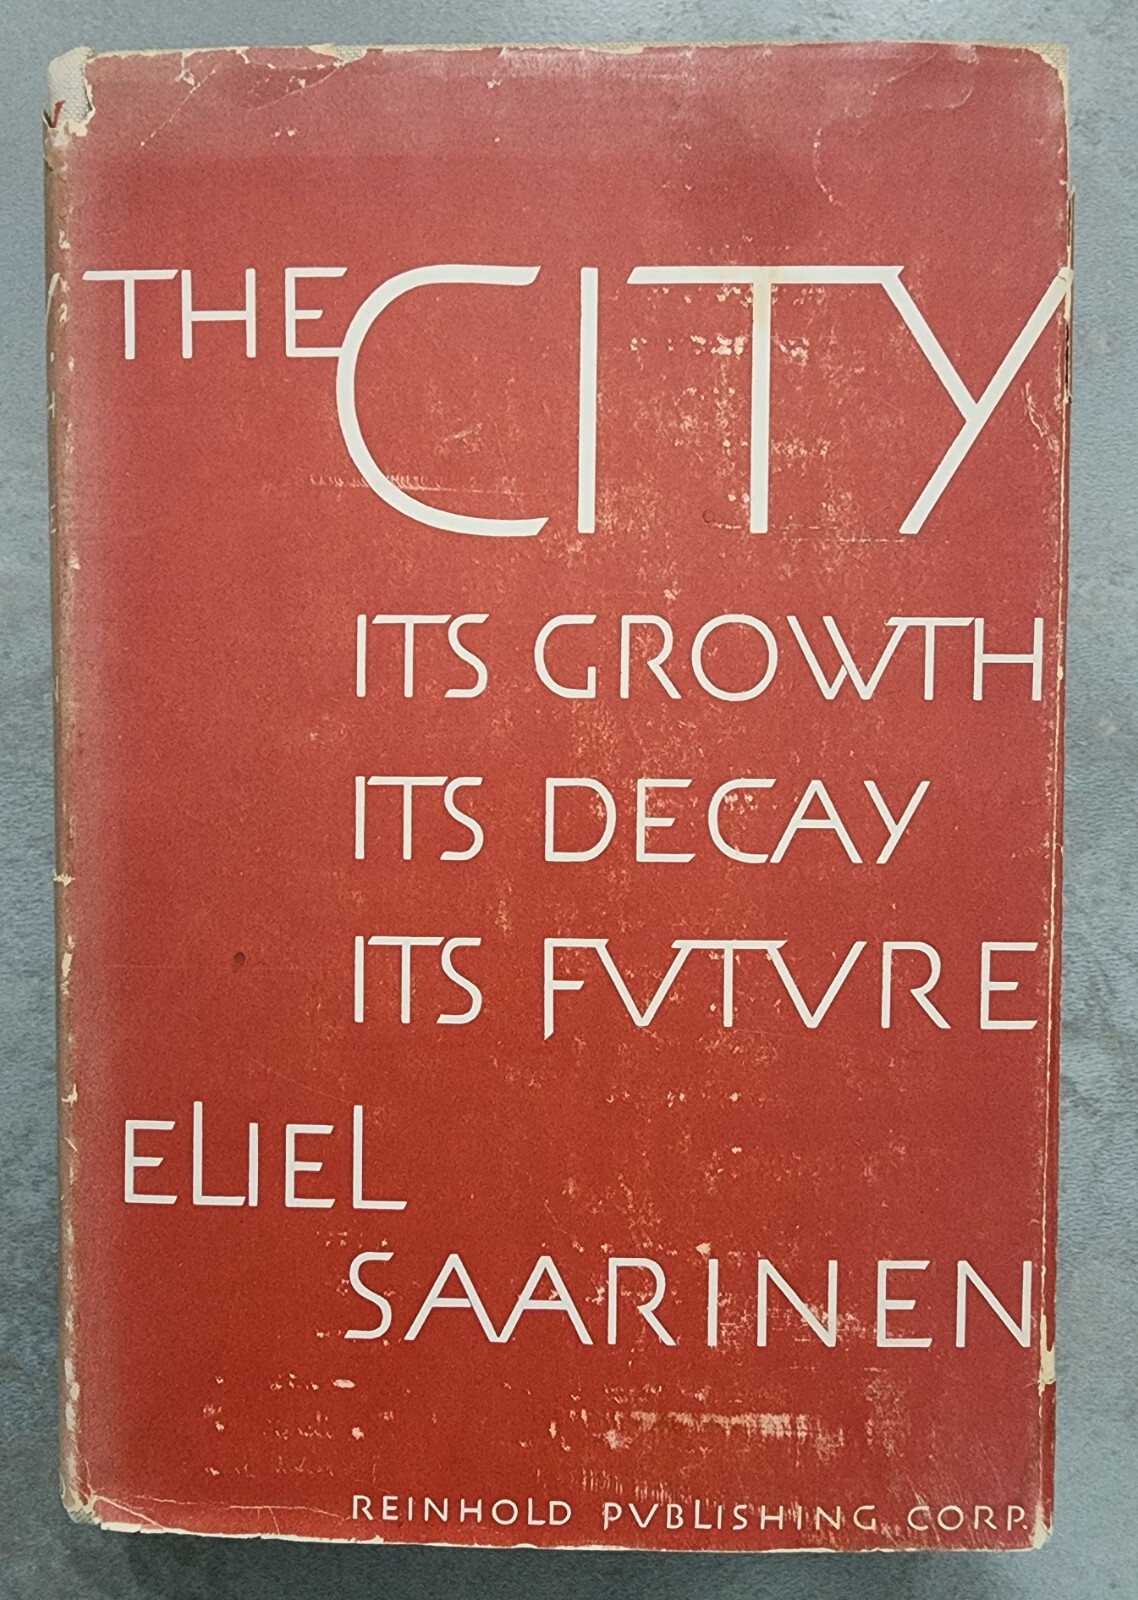 THE CITY
ITS GROWTH
ITS DECAY
ITS FVTVRE
ELIEL
SAARINEN
REINHOLD PVBLISHING CORP.